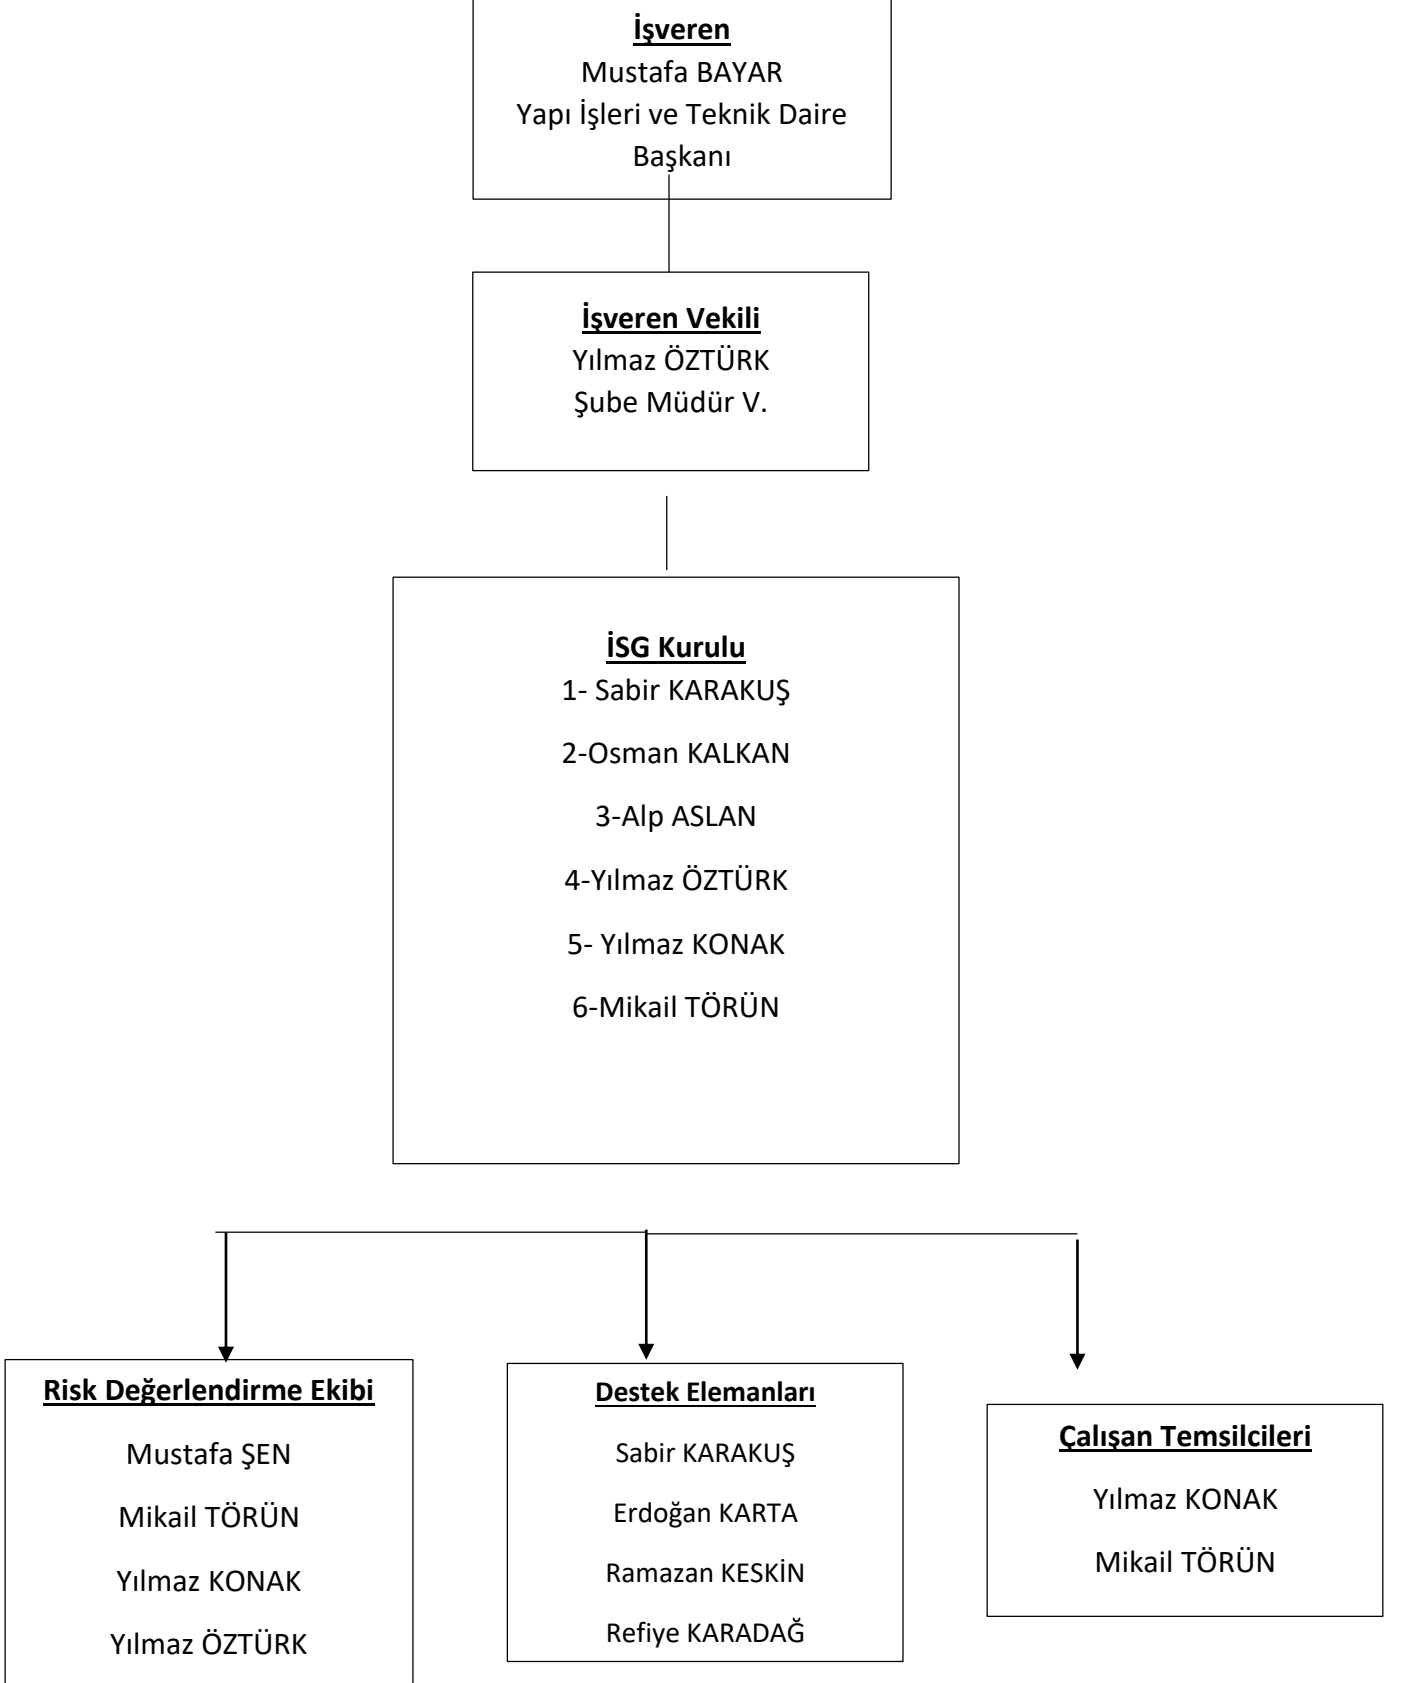 İşveren
Mustafa BAYAR
Yapı İşleri ve Teknik Daire
Başkanı
İşveren Vekili
Yılmaz ÖZTÜRK
Şube Müdür V.
İSG Kurulu
1- Sabir KARAKUŞ
2-Osman KALKAN
3-Alp ASLAN
4-Yılmaz ÖZTÜRK
5- Yılmaz KONAK
6-Mikail TÖRÜN
Risk Değerlendirme Ekibi
Mustafa ŞEN
Mikail TÖRÜN
Yılmaz KONAK
Yılmaz ÖZTÜRK
Destek Elemanları
Sabir KARAKUŞ
Erdoğan KARTA
Ramazan KESKİN
Refiye KARADAĞ
Çalışan Temsilcileri
Yılmaz KONAK
Mikail TÖRÜN